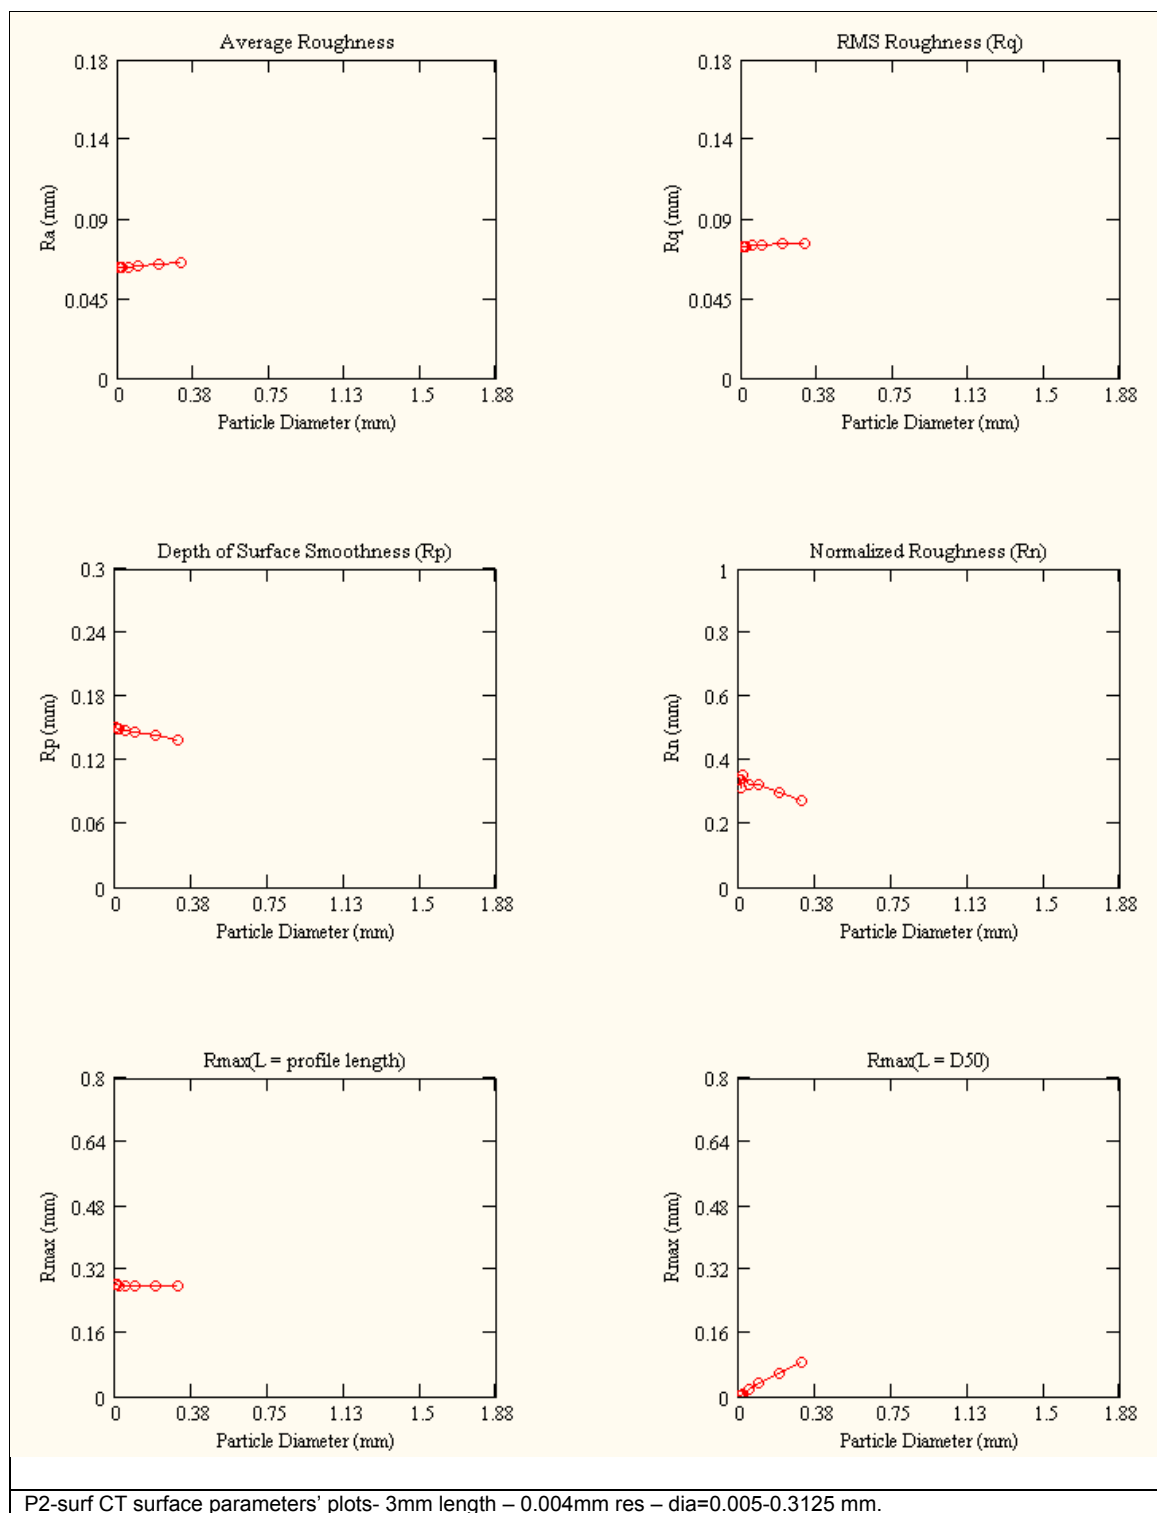 Average Roughness
0.18
0.14
0.09
0.045
0
Ra (mm)
0 0.38 0.75 1.13 1.5 1.88
Particle Diameter (mm)
RMS Roughness (Rq)
0.18
0.14
0.09
0.045
0
Rq (mm)
0 0.38 0.75 1.13 1.5 1.88
Particle Diameter (mm)
Depth of Surface Smoothness (Rp)
0.3
0.24
0.18
0.12
0.06
0
Rp (mm)
0 0.38 0.75 1.13 1.5 1.88
Particle Diameter (mm)
Normalized Roughness (Rn)
1
0.8
0.6
0.4
0.2
0
Rn (mm)
0 0.38 0.75 1.13 1.5 1.88
Particle Diameter (mm)
Rmax(L = profile length)
0.8
0.64
0.48
0.32
0.16
0
Rmax (mm)
0 0.38 0.75 1.13 1.5 1.88
Particle Diameter (mm)
Rmax(L = D50)
0.8
0.64
0.48
0.32
0.16
0
Rmax (mm)
0 0.38 0.75 1.13 1.5 1.88
Particle Diameter (mm)
P2-surf CT surface parameters’ plots- 3mm length – 0.004mm res – dia=0.005-0.3125 mm.